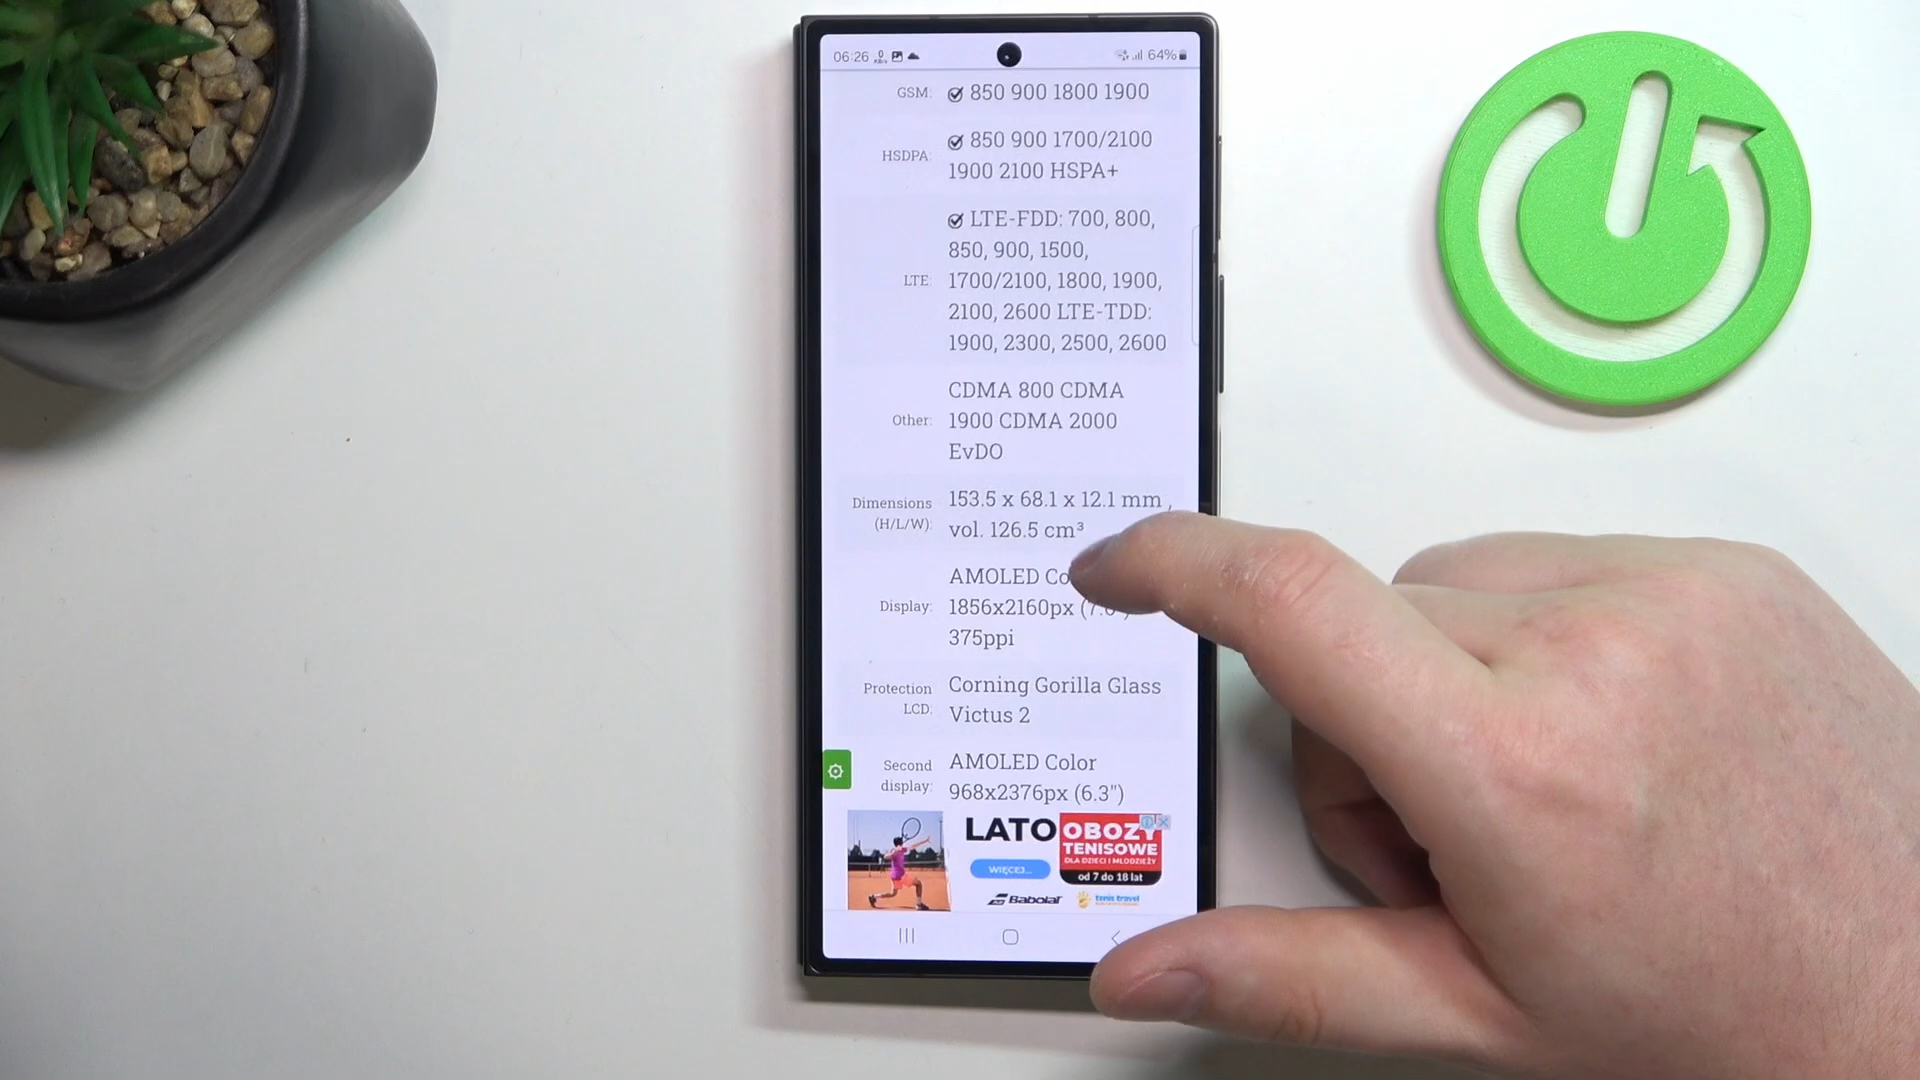 06:26
64%
GSM:
850 900 1800 1900
HSDPA:
850 900 1700/2100
1900 2100 HSPA+
LTE:
LTE-FDD: 700, 800,
850, 900, 1500,
1700/2100, 1800, 1900,
2100, 2600 LTE-TDD:
1900, 2300, 2500, 2600
Other:
CDMA 800 CDMA
1900 CDMA 2000
EvDO
Dimensions
(H/L/W):
153.5 x 68.1 x 12.1 mm ,
vol. 126.5 cm³
Display:
AMOLED
1856x2160px
375ppi
Protection
LCD:
Corning Gorilla Glass
Victus 2
Second
display:
AMOLED Color
968x2376px (6.3")
LATO
OBOZY
TENISOWE
DLA DZIECI I MŁODZIEŻY
od 7 do 18 lat
WIĘCEJ...
Babolat
tenis travel